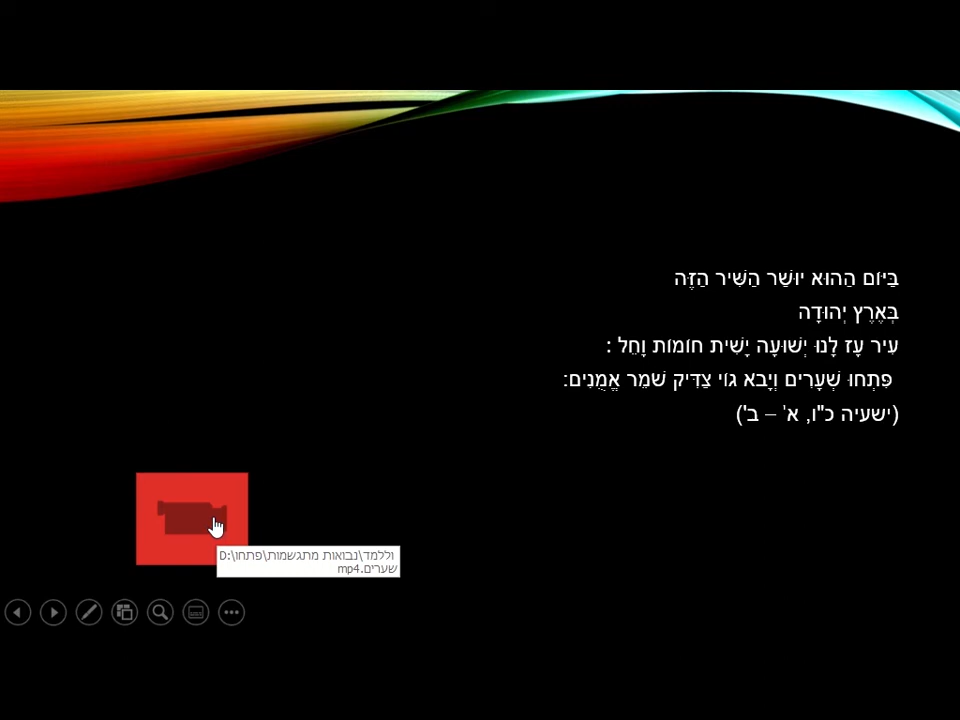 בַּיּוֹם הַהוּא יוּשַׁר הַשִּׁיר הַזֶּה
בְּאֶרֶץ יְהוּדָה
עִיר עָז לָנוּ יְשׁוּעָה יָשִׁית חוֹמוֹת וָחֵל :
פִּתְחוּ שְׁעָרִים וְיָבֹא גוֹי צַדִּיק שֹׁמֵר אֱמֻנִים:
(ישעיה כ"ו, א' – ב')
D:\וללמד\נבואות מתגשמות\פתחו
שערים.mp4